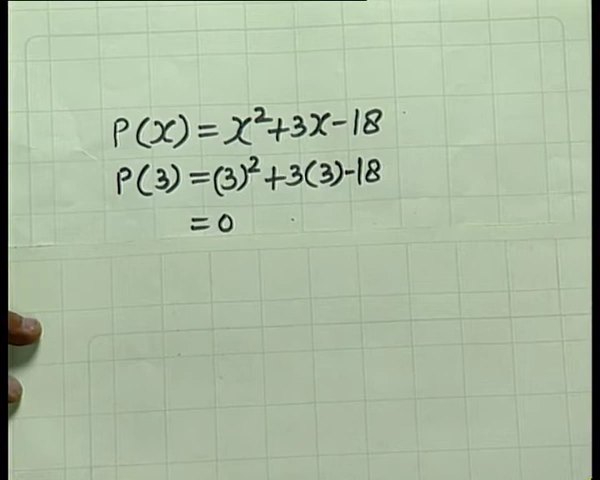 P(x) = x²+3x-18
P(3) = (3)²+3(3)-18
= 0